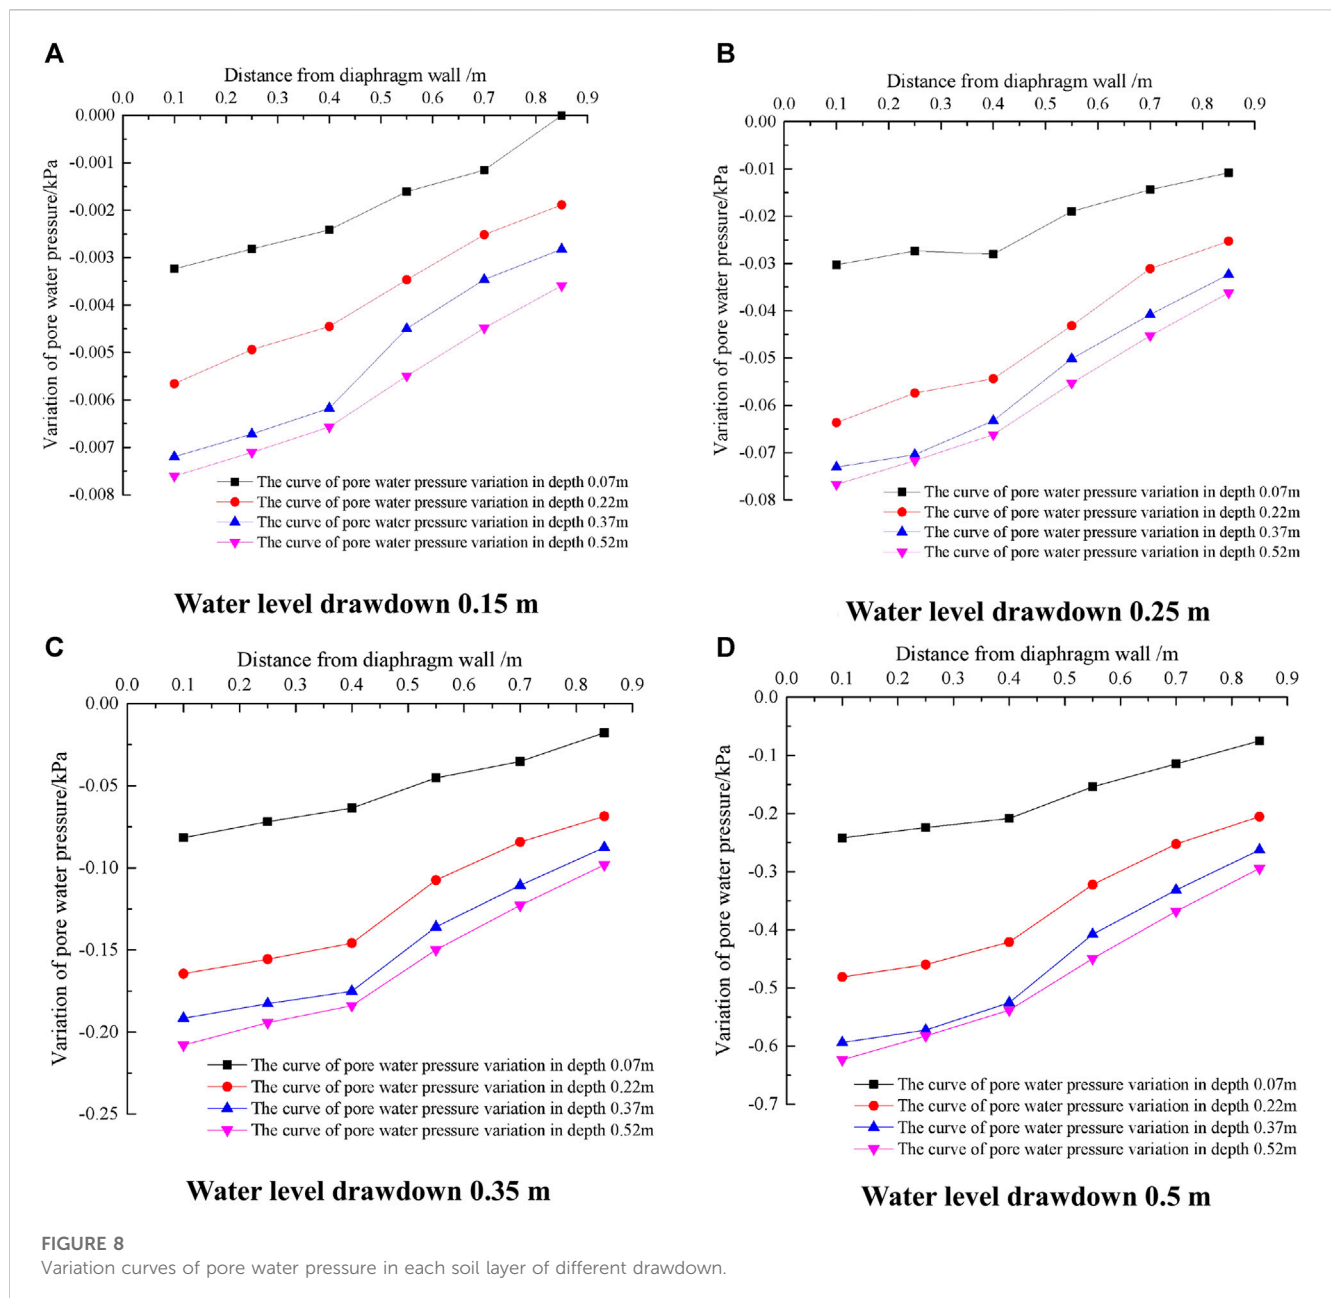 A
Distance from diaphragm wall /m
0.0 0.1 0.2 0.3 0.4 0.5 0.6 0.7 0.8 0.9
Variation of pore water pressure/kPa
0.000
-0.001
-0.002
-0.003
-0.004
-0.005
-0.006
-0.007
-0.008
The curve of pore water pressure variation in depth 0.07m
The curve of pore water pressure variation in depth 0.22m
The curve of pore water pressure variation in depth 0.37m
The curve of pore water pressure variation in depth 0.52m
Water level drawdown 0.15 m
B
Distance from diaphragm wall /m
0.0 0.1 0.2 0.3 0.4 0.5 0.6 0.7 0.8 0.9
Variation of pore water pressure/kPa
0.00
-0.01
-0.02
-0.03
-0.04
-0.05
-0.06
-0.07
-0.08
The curve of pore water pressure variation in depth 0.07m
The curve of pore water pressure variation in depth 0.22m
The curve of pore water pressure variation in depth 0.37m
The curve of pore water pressure variation in depth 0.52m
Water level drawdown 0.25 m
C
Distance from diaphragm wall /m
0.0 0.1 0.2 0.3 0.4 0.5 0.6 0.7 0.8 0.9
Variation of pore water pressure/kPa
0.00
-0.05
-0.10
-0.15
-0.20
-0.25
The curve of pore water pressure variation in depth 0.07m
The curve of pore water pressure variation in depth 0.22m
The curve of pore water pressure variation in depth 0.37m
The curve of pore water pressure variation in depth 0.52m
Water level drawdown 0.35 m
D
Distance from diaphragm wall /m
0.0 0.1 0.2 0.3 0.4 0.5 0.6 0.7 0.8 0.9
Variation of pore water pressure/kPa
0.0
-0.1
-0.2
-0.3
-0.4
-0.5
-0.6
-0.7
The curve of pore water pressure variation in depth 0.07m
The curve of pore water pressure variation in depth 0.22m
The curve of pore water pressure variation in depth 0.37m
The curve of pore water pressure variation in depth 0.52m
Water level drawdown 0.5 m
FIGURE 8
Variation curves of pore water pressure in each soil layer of different drawdown.